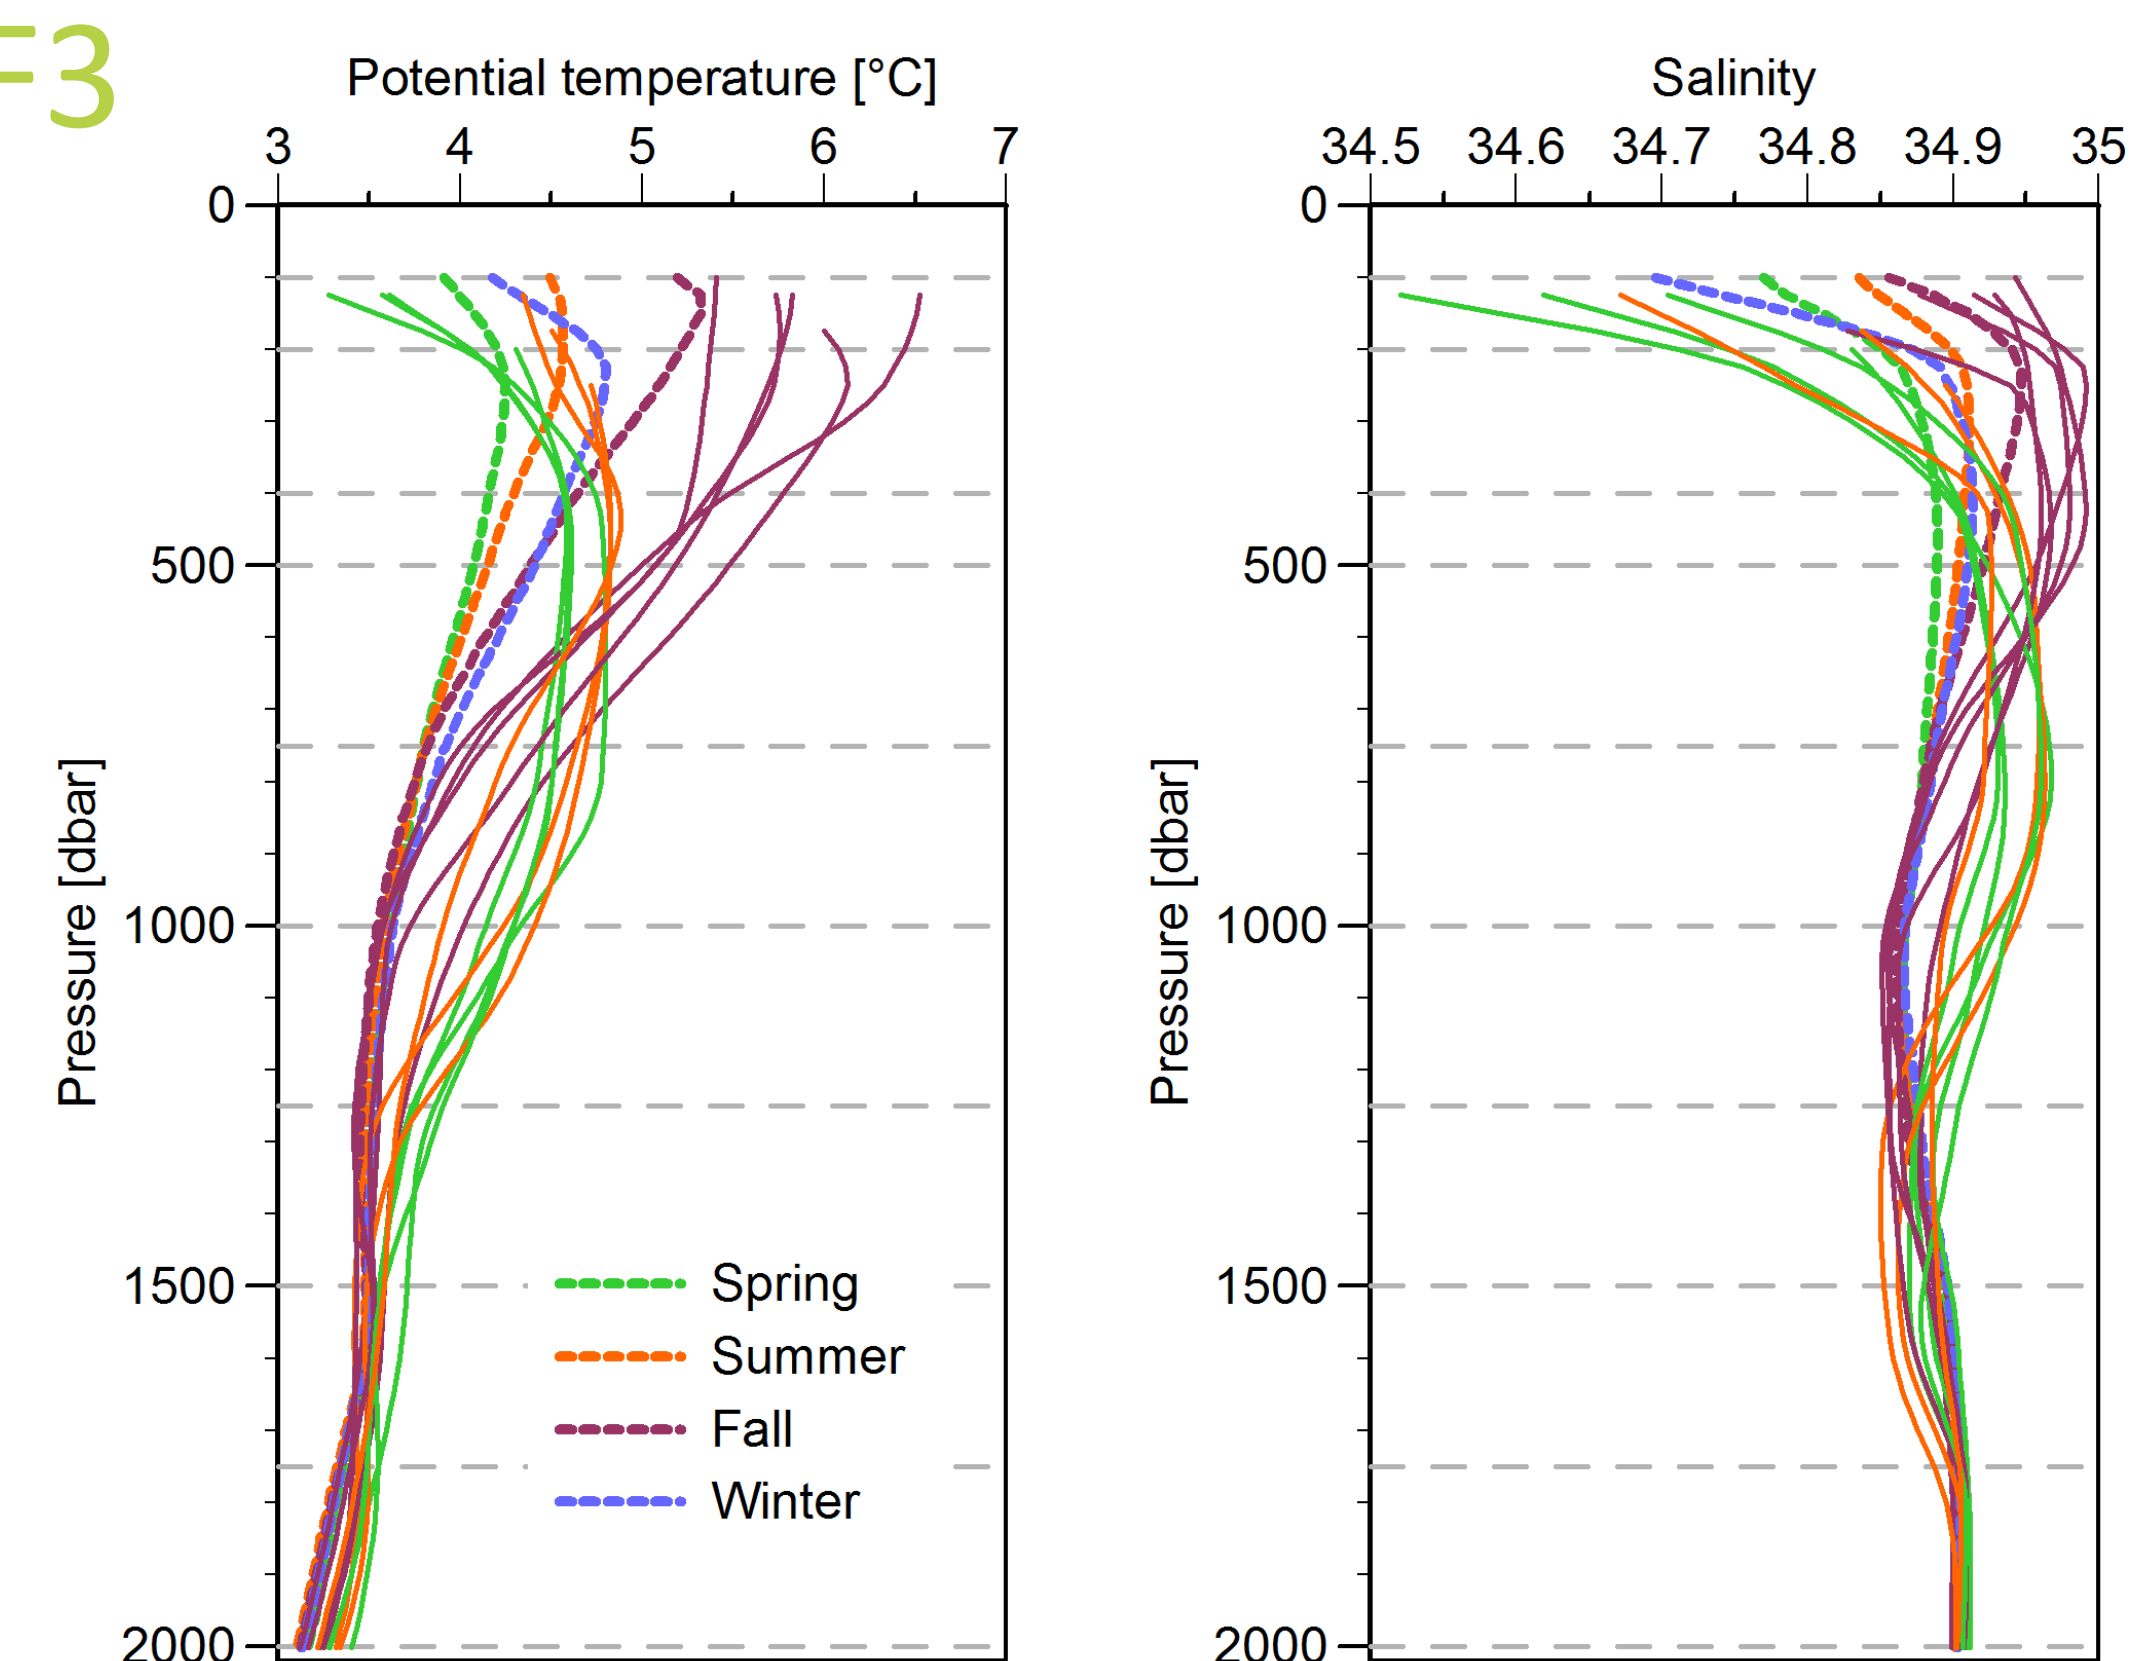 F3
Potential temperature [°C]
3 4 5 6 7
0
500
1000
1500
2000
Pressure [dbar]
Spring
Summer
Fall
Winter
Salinity
34.5 34.6 34.7 34.8 34.9 35
0
500
1000
1500
2000
Pressure [dbar]